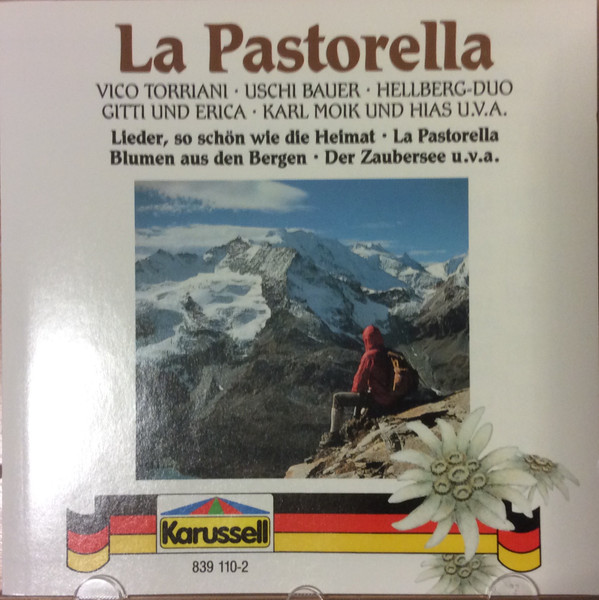 La Pastorella
VICO TORRIANI · USCHI BAUER · HELLBERG-DUO
GITTI UND ERICA · KARL MOIK UND HIAS U.V.A.
Lieder, so schön wie die Heimat · La Pastorella
Blumen aus den Bergen · Der Zaubersee u.v.a.
Karussell
839 110-2